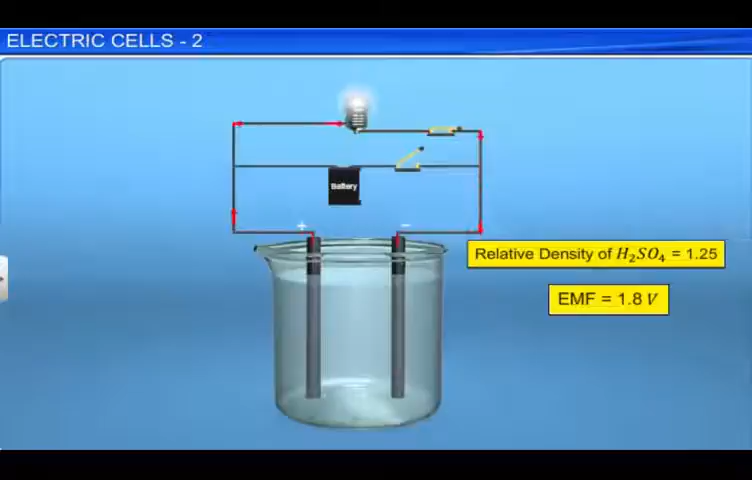 ELECTRIC CELLS - 2
Battery
+
−
Relative Density of H₂SO₄ = 1.25
EMF = 1.8 V